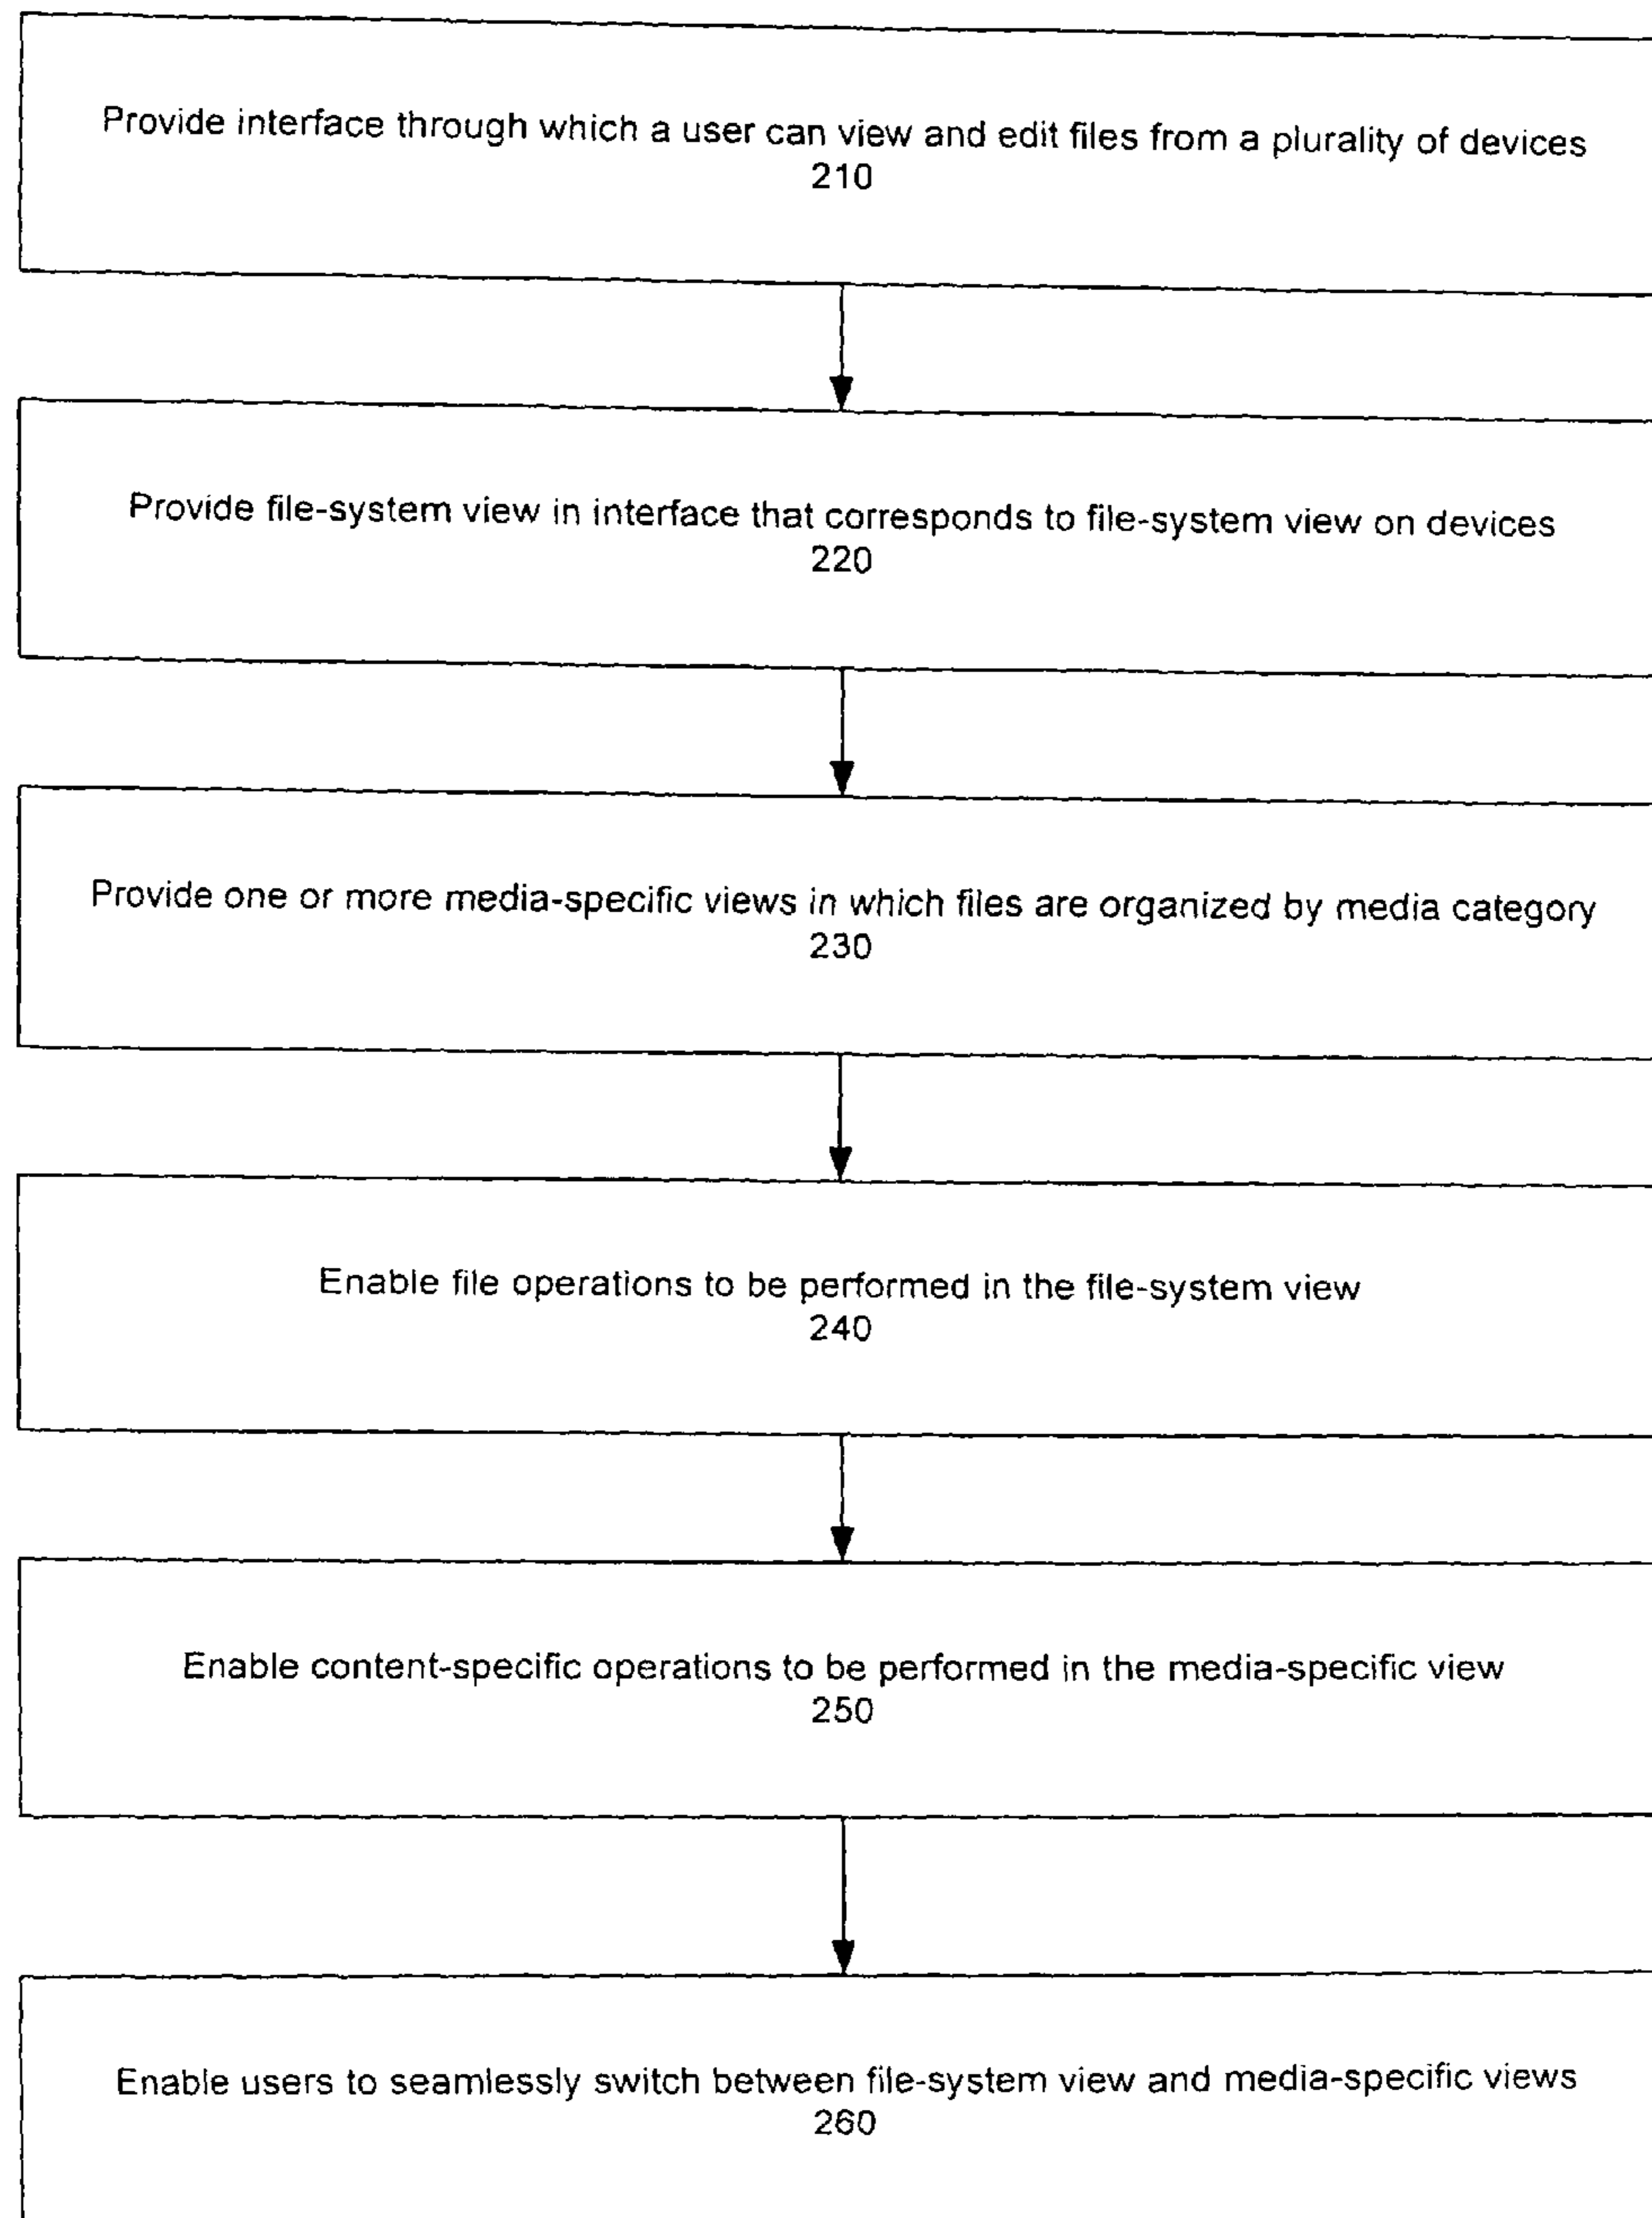 Provide interface through which a user can view and edit files from a plurality of devices
210
Provide file-system view in interface that corresponds to file-system view on devices
220
Provide one or more media-specific views in which files are organized by media category
230
Enable file operations to be performed in the file-system view
240
Enable content-specific operations to be performed in the media-specific view
250
Enable users to seamlessly switch between file-system view and media-specific views
260